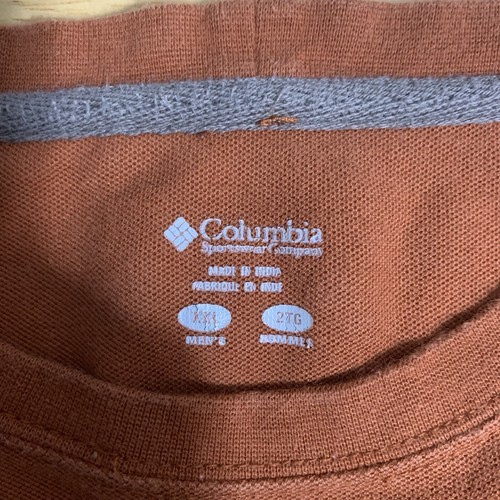 Columbia
Sportswear Company
MADE IN INDIA
FABRIQUE EN INDE
XXL 2TG
MEN'S HOMMES